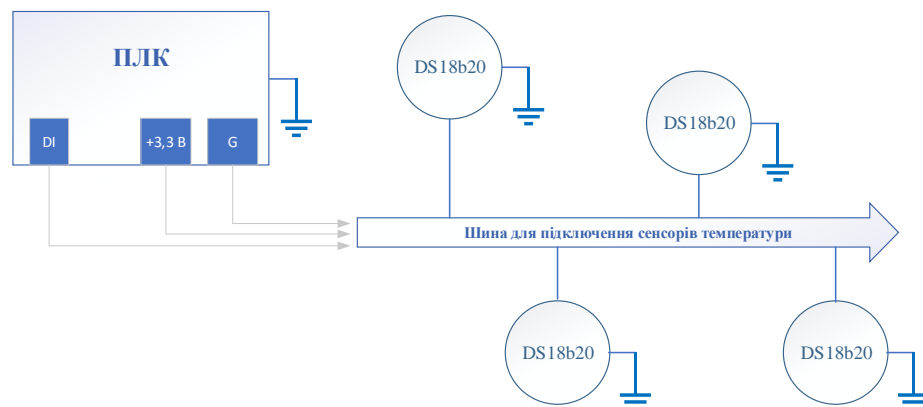 ПЛК
DI
+3,3 В
G
DS18b20
DS18b20
Шина для підключення сенсорів температури
DS18b20
DS18b20